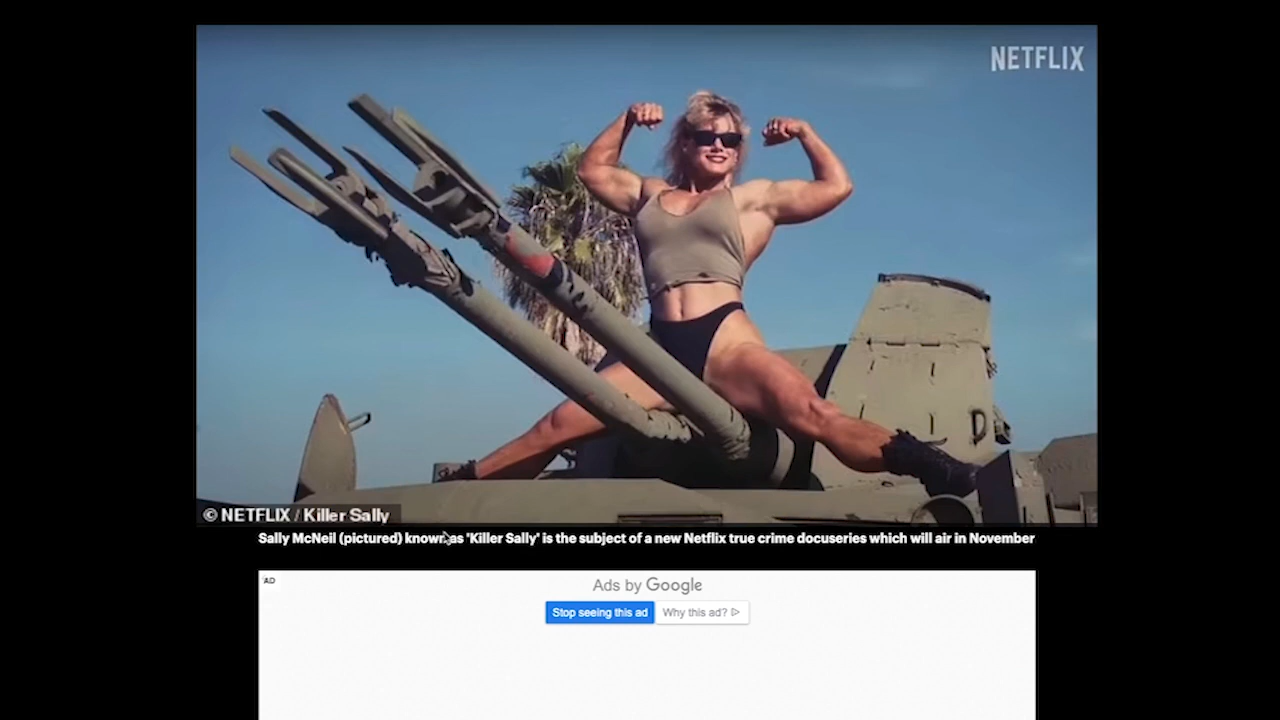 NETFLIX
© NETFLIX / Killer Sally
Sally McNeil (pictured) known as 'Killer Sally' is the subject of a new Netflix true crime docuseries which will air in November
AD
Ads by Google
Stop seeing this ad
Why this ad?